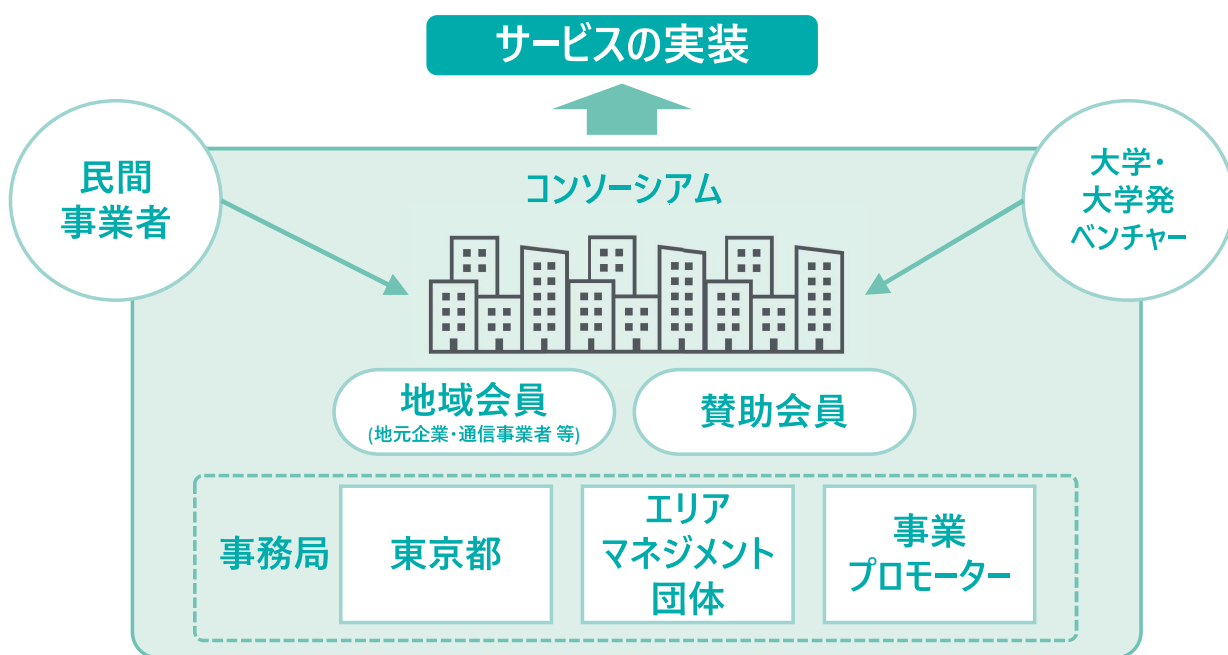 サービスの実装
民間
事業者
コンソーシアム
大学・
大学発
ベンチャー
地域会員
(地元企業・通信事業者 等)
賛助会員
事務局
東京都
エリア
マネジメント
団体
事業
プロモーター